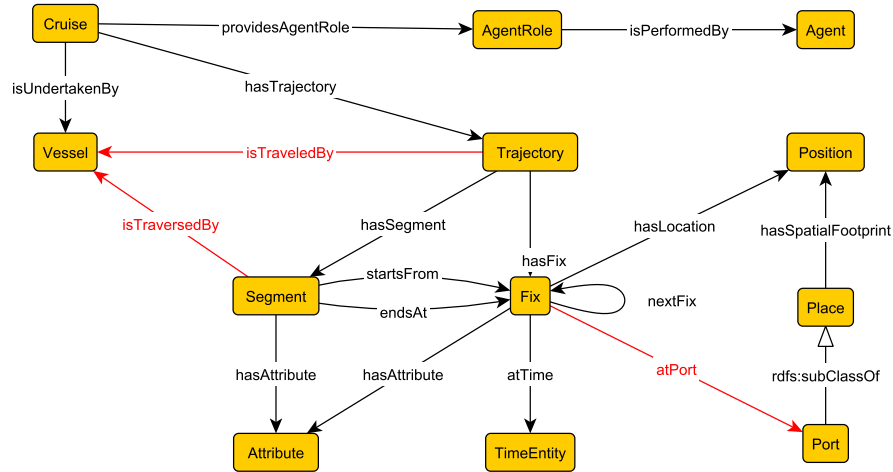 Cruise
providesAgentRole
AgentRole
isPerformedBy
Agent
isUndertakenBy
hasTrajectory
Vessel
isTraveledBy
Trajectory
Position
isTraversedBy
hasSegment
hasLocation
hasSpatialFootprint
hasFix
startsFrom
Segment
Fix
nextFix
Place
endsAt
hasAttribute
hasAttribute
atTime
atPort
rdfs:subClassOf
Attribute
TimeEntity
Port